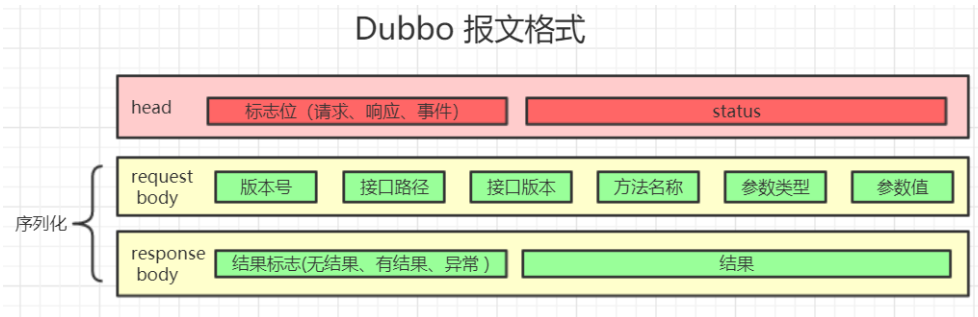 Dubbo 报文格式
head
标志位（请求、响应、事件）
status
request
body
版本号
接口路径
接口版本
方法名称
参数类型
参数值
序列化
response
body
结果标志(无结果、有结果、异常 )
结果